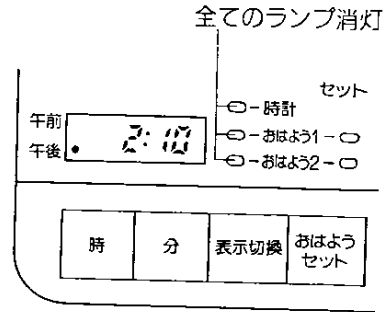 全てのランプ消灯
セット
時計
午前
2:10
おはよう1
午後
おはよう2
時
分
表示切換
おはよう
セット